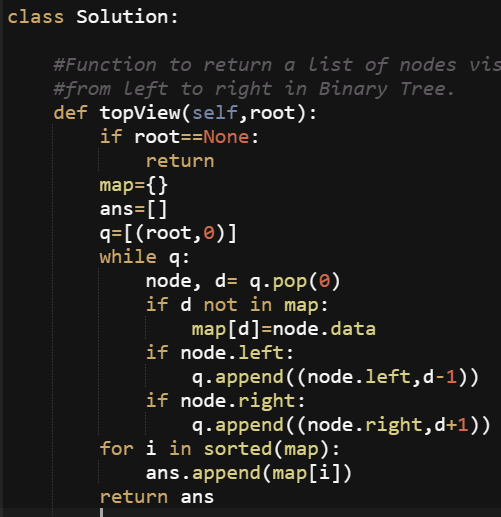 class Solution:
#Function to return a list of nodes vis
#from left to right in Binary Tree.
def topView(self,root):
if root==None:
return
map={}
ans=[]
q=[(root,0)]
while q:
node, d= q.pop(0)
if d not in map:
map[d]=node.data
if node.left:
q.append((node.left,d-1))
if node.right:
q.append((node.right,d+1))
for i in sorted(map):
ans.append(map[i])
return ans